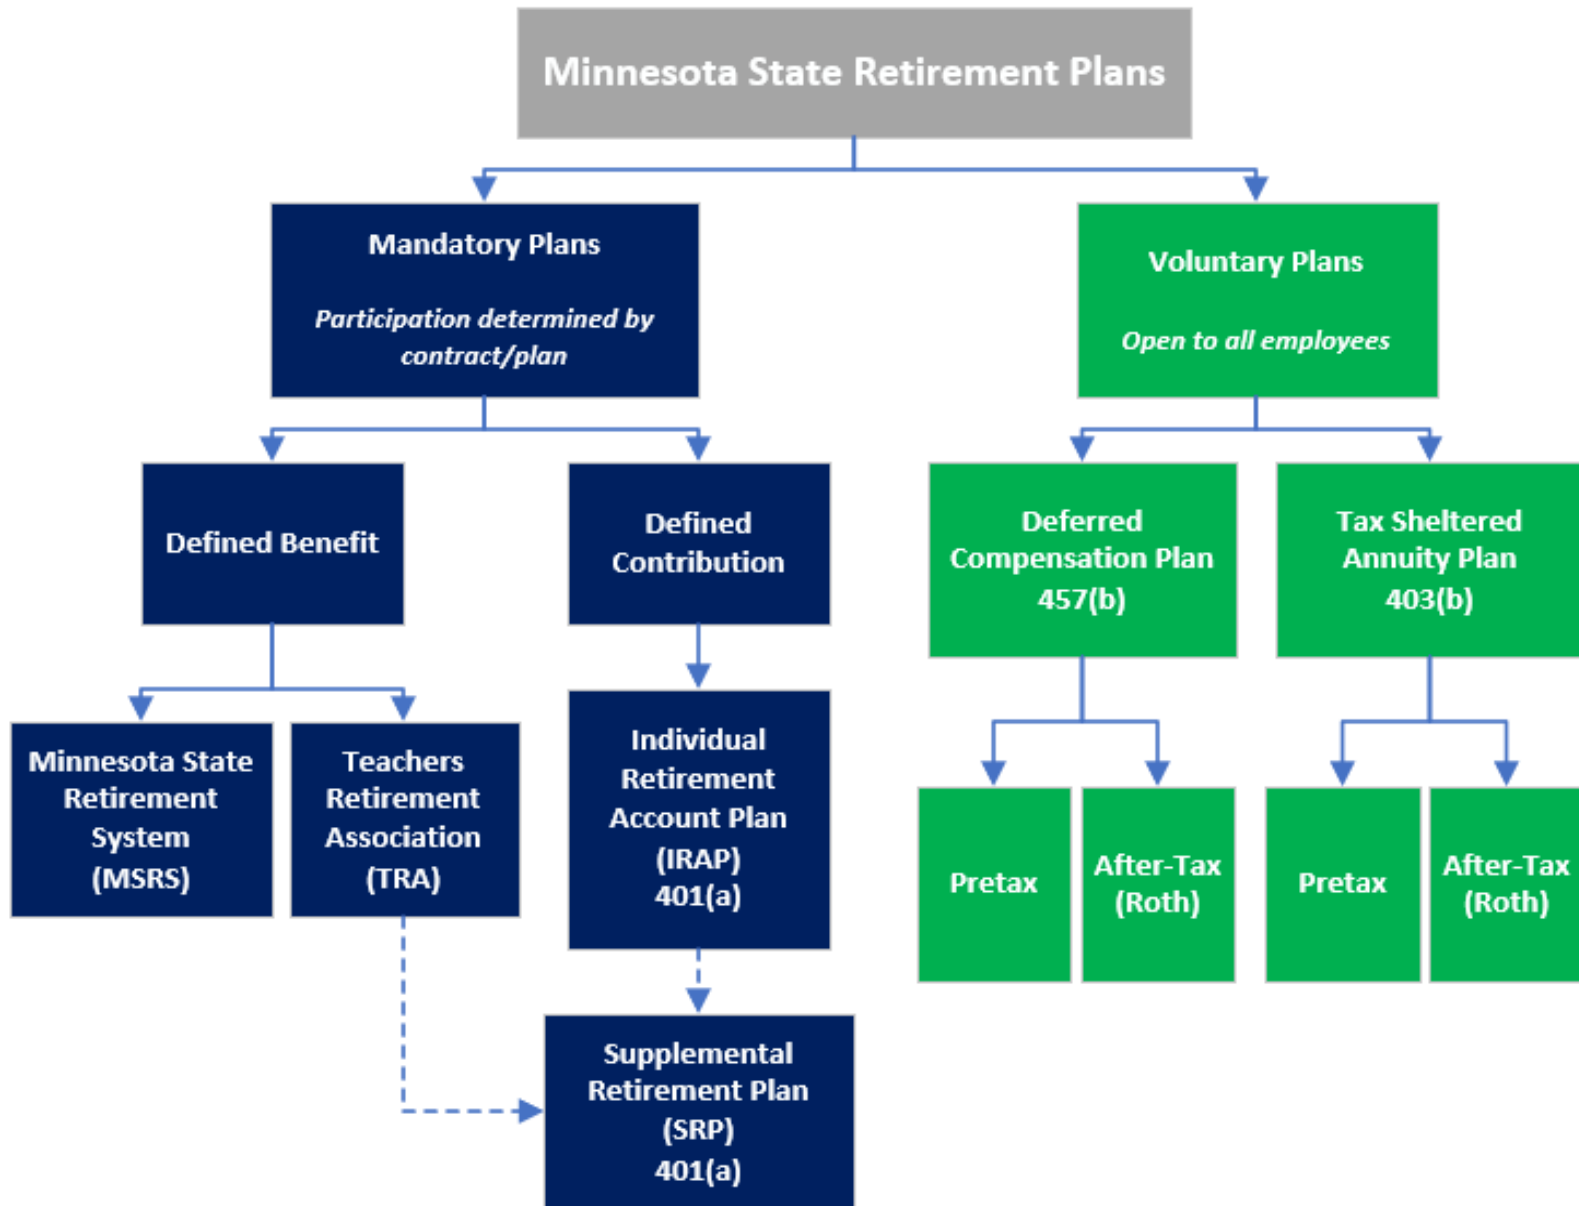 Minnesota State Retirement Plans
Mandatory Plans
Participation determined by
contract/plan
Voluntary Plans
Open to all employees
Defined Benefit
Defined
Contribution
Deferred
Compensation Plan
457(b)
Tax Sheltered
Annuity Plan
403(b)
Minnesota State
Retirement
System
(MSRS)
Teachers
Retirement
Association
(TRA)
Individual
Retirement
Account Plan
(IRAP)
401(a)
Pretax
After-Tax
(Roth)
Pretax
After-Tax
(Roth)
Supplemental
Retirement Plan
(SRP)
401(a)